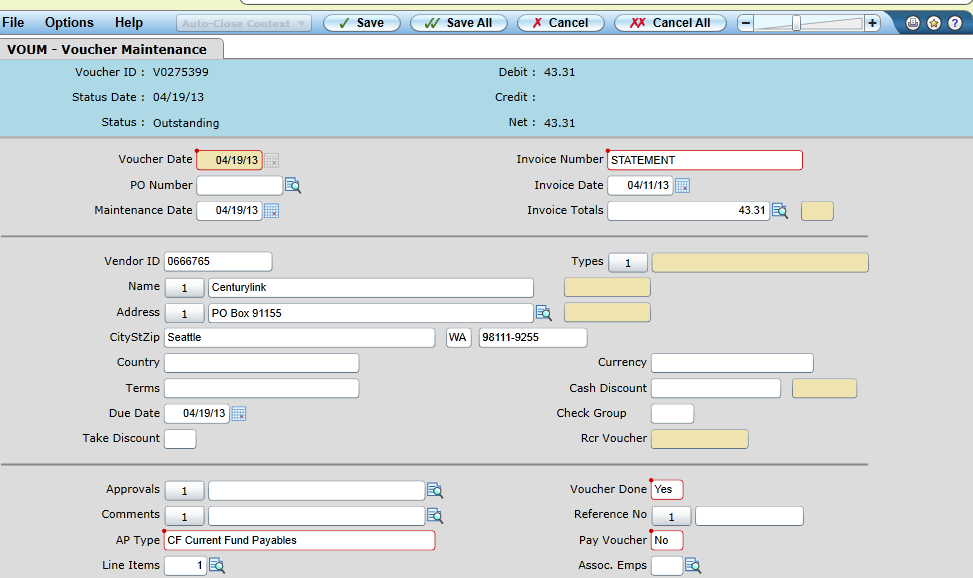 File Options Help Auto-Close Context Save Save All Cancel Cancel All
VOUM - Voucher Maintenance
Voucher ID : V0275399 Debit : 43.31
Status Date : 04/19/13 Credit :
Status : Outstanding Net : 43.31
Voucher Date 04/19/13 Invoice Number STATEMENT
PO Number Invoice Date 04/11/13
Maintenance Date 04/19/13 Invoice Totals 43.31
Vendor ID 0666765 Types 1
Name 1 Centurylink
Address 1 PO Box 91155
CityStZip Seattle WA 98111-9255
Country Currency
Terms Cash Discount
Due Date 04/19/13 Check Group
Take Discount Rcr Voucher
Approvals 1 Voucher Done Yes
Comments 1 Reference No 1
AP Type CF Current Fund Payables Pay Voucher No
Line Items 1 Assoc. Emps